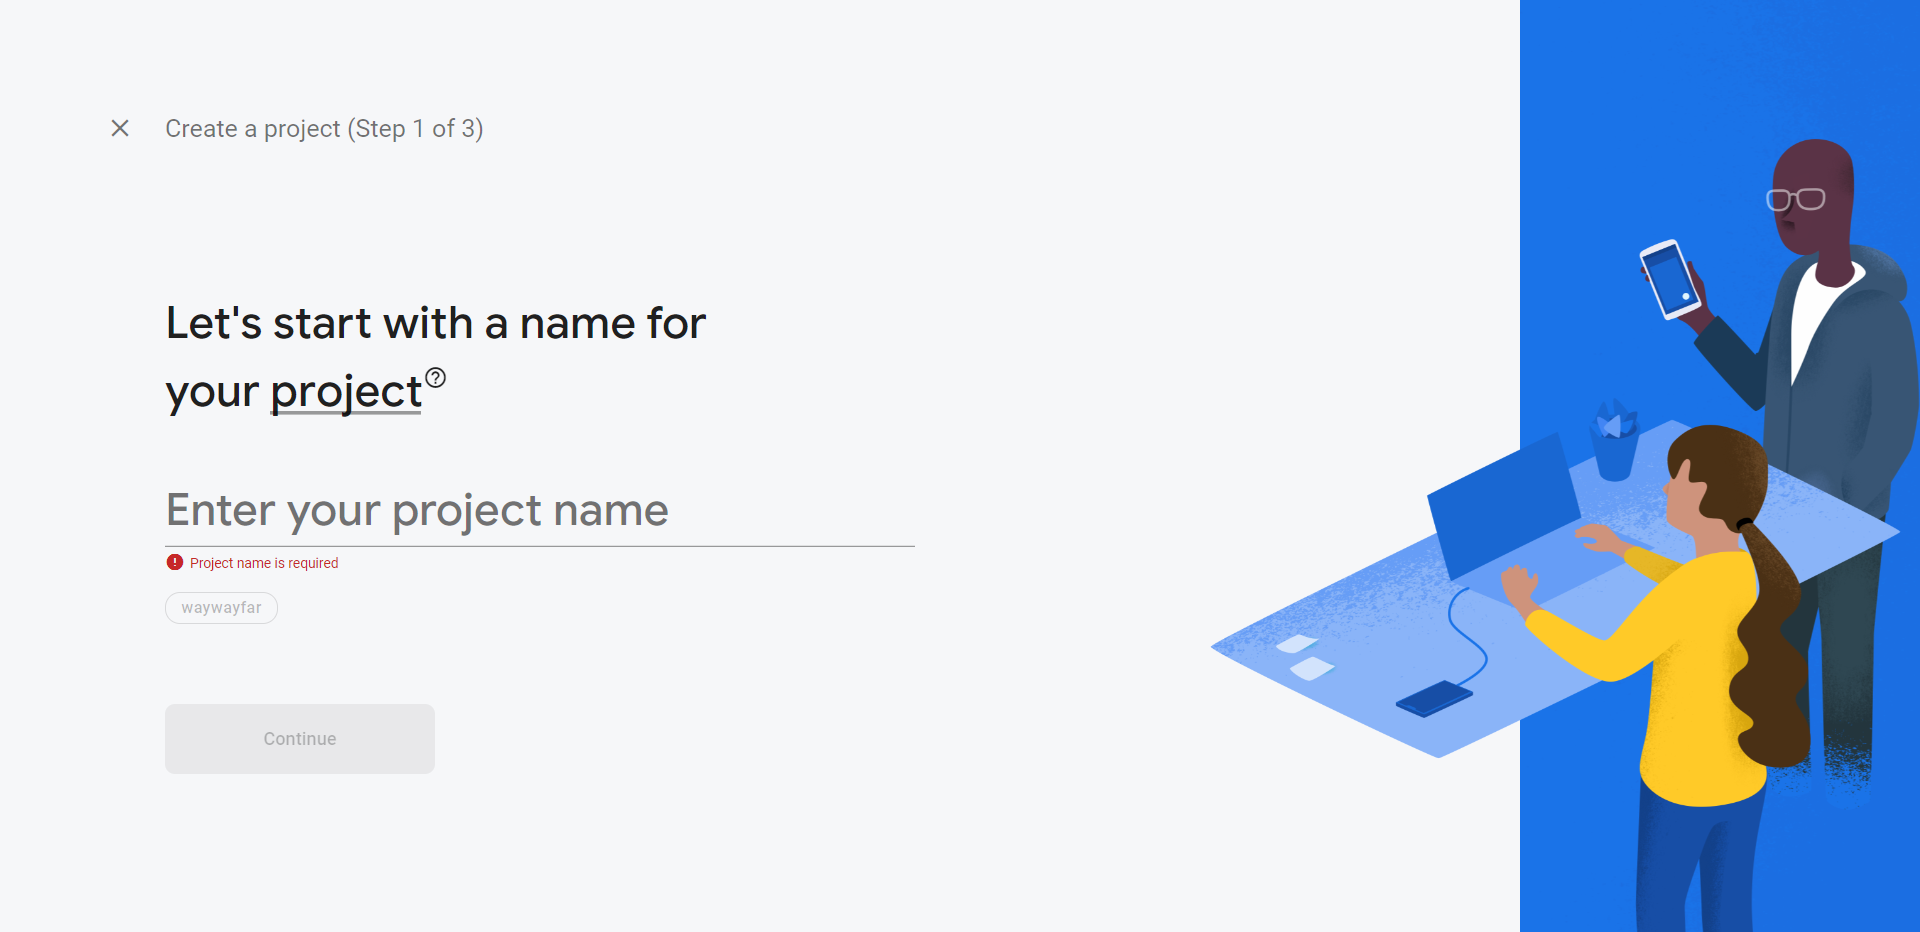 Create a project (Step 1 of 3)
Let's start with a name for
your project
Enter your project name
Project name is required
waywayfar
Continue